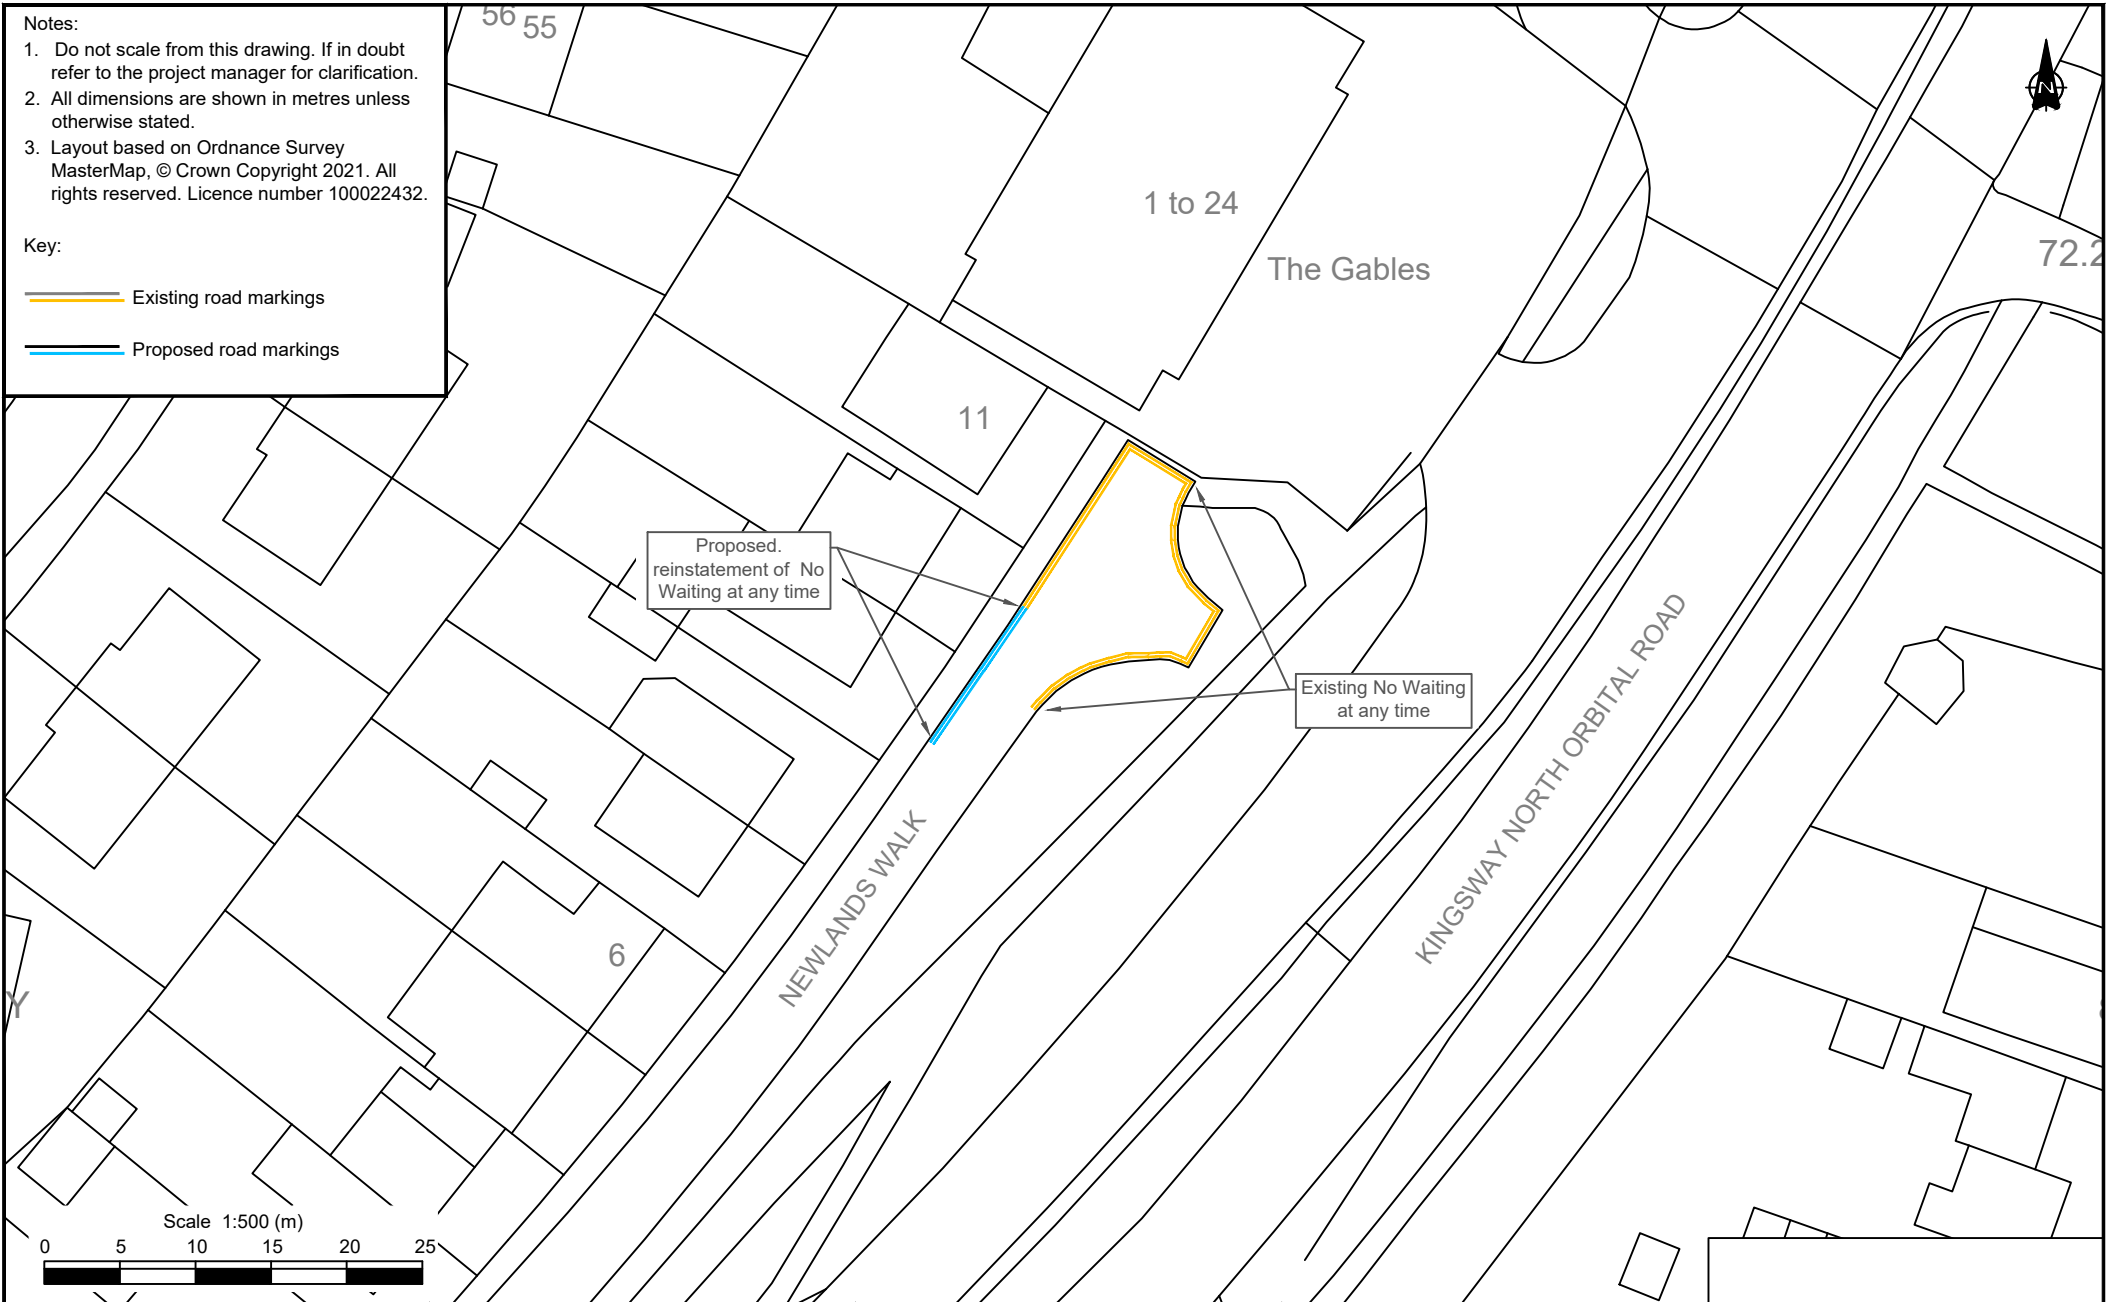 Notes:
1. Do not scale from this drawing. If in doubt
refer to the project manager for clarification.
2. All dimensions are shown in metres unless
otherwise stated.
3. Layout based on Ordnance Survey
MasterMap, © Crown Copyright 2021. All
rights reserved. Licence number 100022432.
Key:
Existing road markings
Proposed road markings
56
55
N
1 to 24
The Gables
72.2
11
Proposed.
reinstatement of No
Waiting at any time
Existing No Waiting
at any time
NEWLANDS WALK
KINGSWAY NORTH ORBITAL ROAD
6
Y
Scale 1:500 (m)
0 5 10 15 20 25